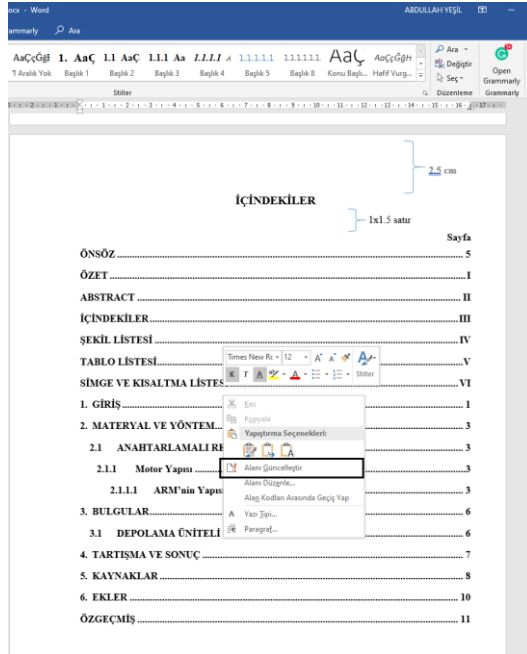 ocx - Word ABDULLAH YEŞİL
ammarly Ara
AaÇçĞğI 1. AaÇ 1.1 AaÇ 1.1.1 Aa 1.1.1.1 A 1.1.1.1.1 1.1.1.1.1.1. AaÇ AaÇçĞğH
1 Aralık Yok Başlık 1 Başlık 2 Başlık 3 Başlık 4 Başlık 5 Başlık 8 Konu Başlı... Hafif Vurg...
Ara
Değiştir
Seç
Open
Grammarly
Stiller Düzenleme Grammarly
2.5 cm
İÇİNDEKİLER
1x1.5 satır
Sayfa
ÖNSÖZ 5
ÖZET I
ABSTRACT II
İÇİNDEKİLER III
ŞEKİL LİSTESİ IV
TABLO LİSTESİ V
SİMGE VE KISALTMA LİSTES VI
1. GİRİŞ 1
2. MATERYAL VE YÖNTEM 3
2.1 ANAHTARLAMALI RE 3
2.1.1 Motor Yapısı 3
2.1.1.1 ARM'nin Yapıs 3
3. BULGULAR 6
3.1 DEPOLAMA ÜNİTELİ 6
4. TARTIŞMA VE SONUÇ 7
5. KAYNAKLAR 8
6. EKLER 10
ÖZGEÇMİŞ 11
Times New Rc 12 A A
K T A A Stiller
Kes
Kopyala
Yapıştırma Seçenekleri:
Alanı Güncelleştir
Alanı Düzenle...
Alan Kodları Arasında Geçiş Yap
Yazı Tipi...
Paragraf...